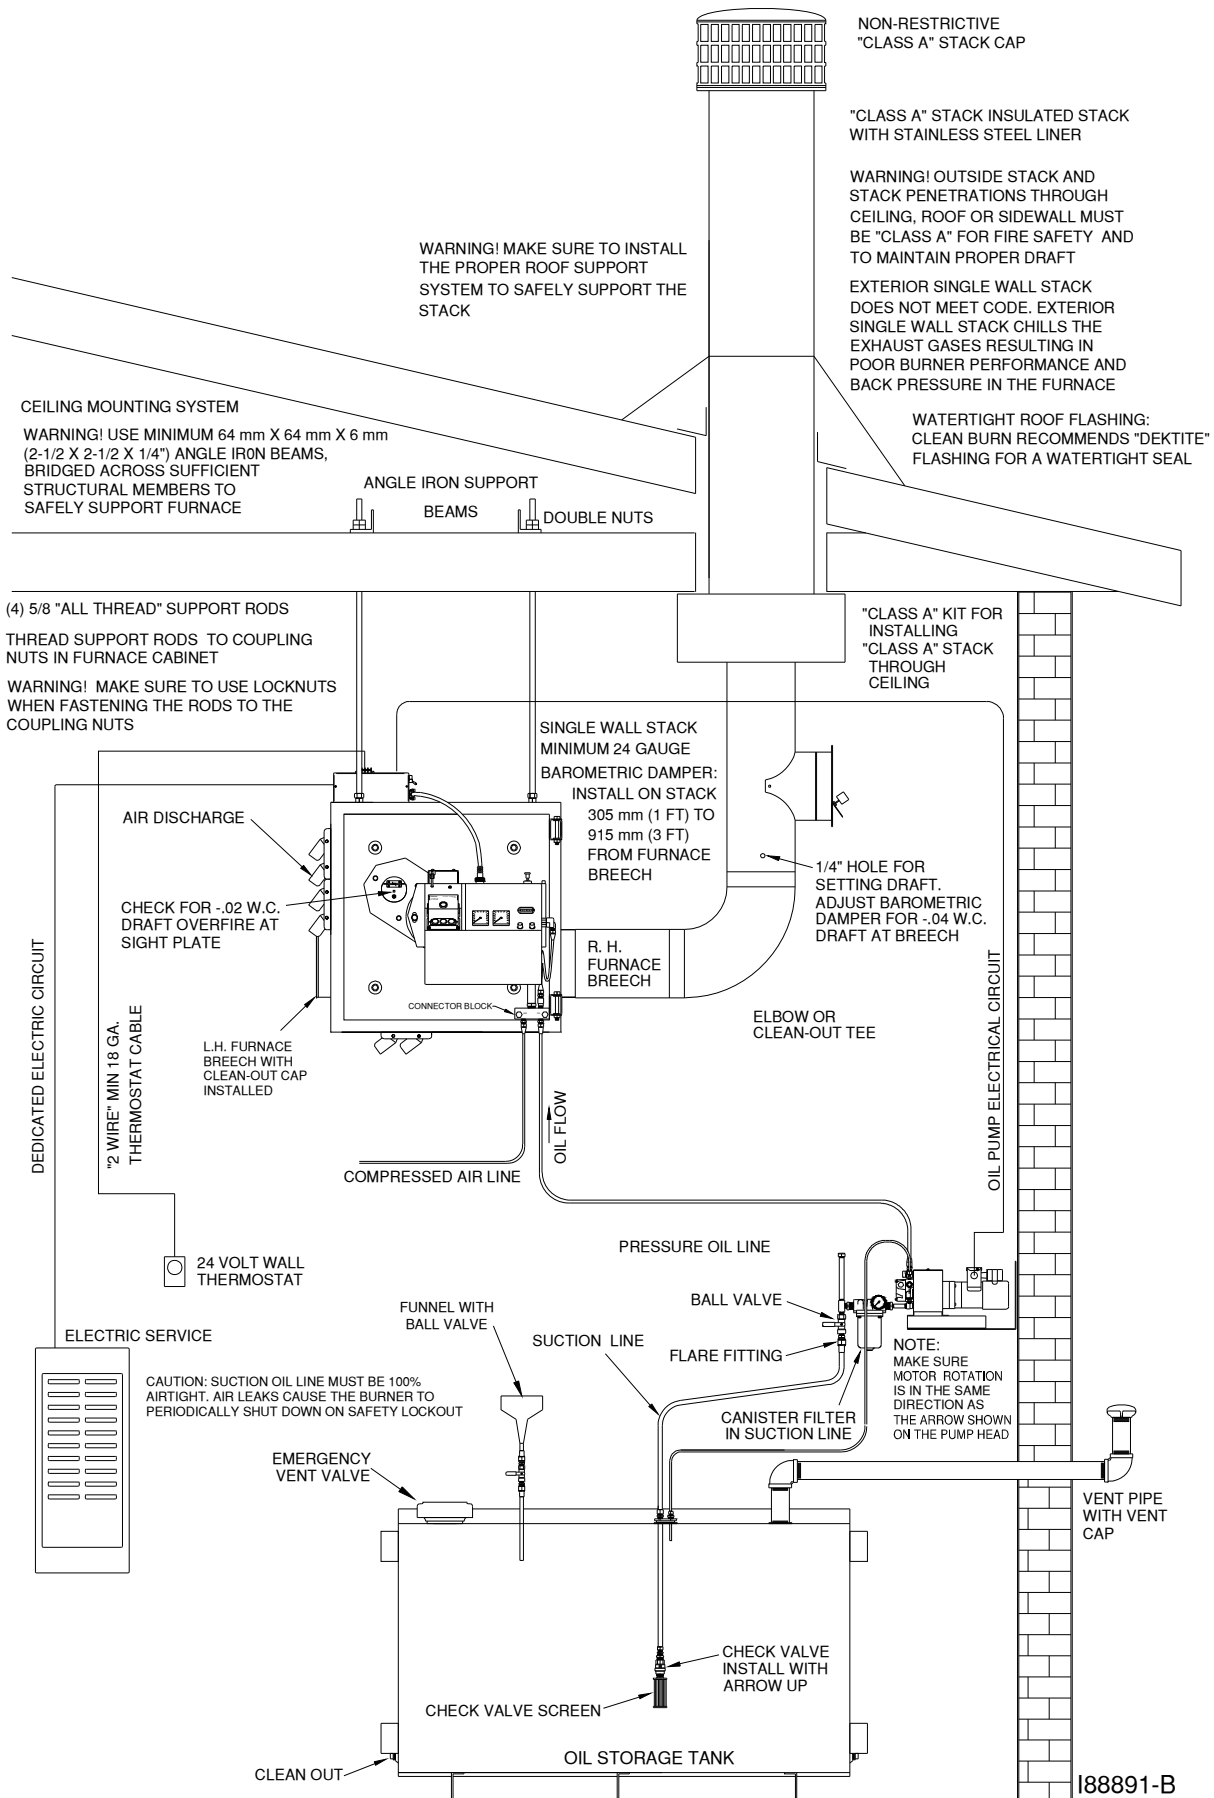 NON-RESTRICTIVE
"CLASS A" STACK CAP
"CLASS A" STACK INSULATED STACK
WITH STAINLESS STEEL LINER
WARNING! OUTSIDE STACK AND
STACK PENETRATIONS THROUGH
CEILING, ROOF OR SIDEWALL MUST
BE "CLASS A" FOR FIRE SAFETY AND
TO MAINTAIN PROPER DRAFT
EXTERIOR SINGLE WALL STACK
DOES NOT MEET CODE. EXTERIOR
SINGLE WALL STACK CHILLS THE
EXHAUST GASES RESULTING IN
POOR BURNER PERFORMANCE AND
BACK PRESSURE IN THE FURNACE
WARNING! MAKE SURE TO INSTALL
THE PROPER ROOF SUPPORT
SYSTEM TO SAFELY SUPPORT THE
STACK
WATERTIGHT ROOF FLASHING:
CLEAN BURN RECOMMENDS "DEKTITE"
FLASHING FOR A WATERTIGHT SEAL
CEILING MOUNTING SYSTEM
WARNING! USE MINIMUM 64 mm X 64 mm X 6 mm
(2-1/2 X 2-1/2 X 1/4") ANGLE IR0N BEAMS,
BRIDGED ACROSS SUFFICIENT
STRUCTURAL MEMBERS TO
SAFELY SUPPORT FURNACE
ANGLE IRON SUPPORT
BEAMS
DOUBLE NUTS
(4) 5/8 "ALL THREAD" SUPPORT RODS
THREAD SUPPORT RODS TO COUPLING
NUTS IN FURNACE CABINET
WARNING! MAKE SURE TO USE LOCKNUTS
WHEN FASTENING THE RODS TO THE
COUPLING NUTS
"CLASS A" KIT FOR
INSTALLING
"CLASS A" STACK
THROUGH
CEILING
SINGLE WALL STACK
MINIMUM 24 GAUGE
BAROMETRIC DAMPER:
INSTALL ON STACK
305 mm (1 FT) TO
915 mm (3 FT)
FROM FURNACE
BREECH
AIR DISCHARGE
CHECK FOR -.02 W.C.
DRAFT OVERFIRE AT
SIGHT PLATE
1/4" HOLE FOR
SETTING DRAFT.
ADJUST BAROMETRIC
DAMPER FOR -.04 W.C.
DRAFT AT BREECH
R. H.
FURNACE
BREECH
CONNECTOR BLOCK
ELBOW OR
CLEAN-OUT TEE
L.H. FURNACE
BREECH WITH
CLEAN-OUT CAP
INSTALLED
DEDICATED ELECTRIC CIRCUIT
"2 WIRE" MIN 18 GA.
THERMOSTAT CABLE
OIL FLOW
OIL PUMP ELECTRICAL CIRCUIT
COMPRESSED AIR LINE
24 VOLT WALL
THERMOSTAT
PRESSURE OIL LINE
BALL VALVE
FUNNEL WITH
BALL VALVE
SUCTION LINE
FLARE FITTING
ELECTRIC SERVICE
NOTE:
MAKE SURE
MOTOR ROTATION
IS IN THE SAME
DIRECTION AS
THE ARROW SHOWN
ON THE PUMP HEAD
CAUTION: SUCTION OIL LINE MUST BE 100%
AIRTIGHT. AIR LEAKS CAUSE THE BURNER TO
PERIODICALLY SHUT DOWN ON SAFETY LOCKOUT
CANISTER FILTER
IN SUCTION LINE
EMERGENCY
VENT VALVE
VENT PIPE
WITH VENT
CAP
CHECK VALVE
INSTALL WITH
ARROW UP
CHECK VALVE SCREEN
OIL STORAGE TANK
CLEAN OUT
I88891-B